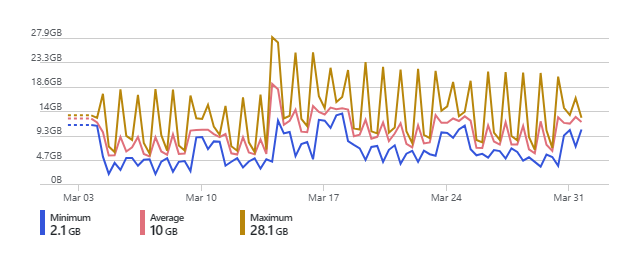 27.9GB
23.3GB
18.6GB
14GB
9.3GB
4.7GB
0B
Mar 03 Mar 10 Mar 17 Mar 24 Mar 31
Minimum Average Maximum
2.1 GB 10 GB 28.1 GB